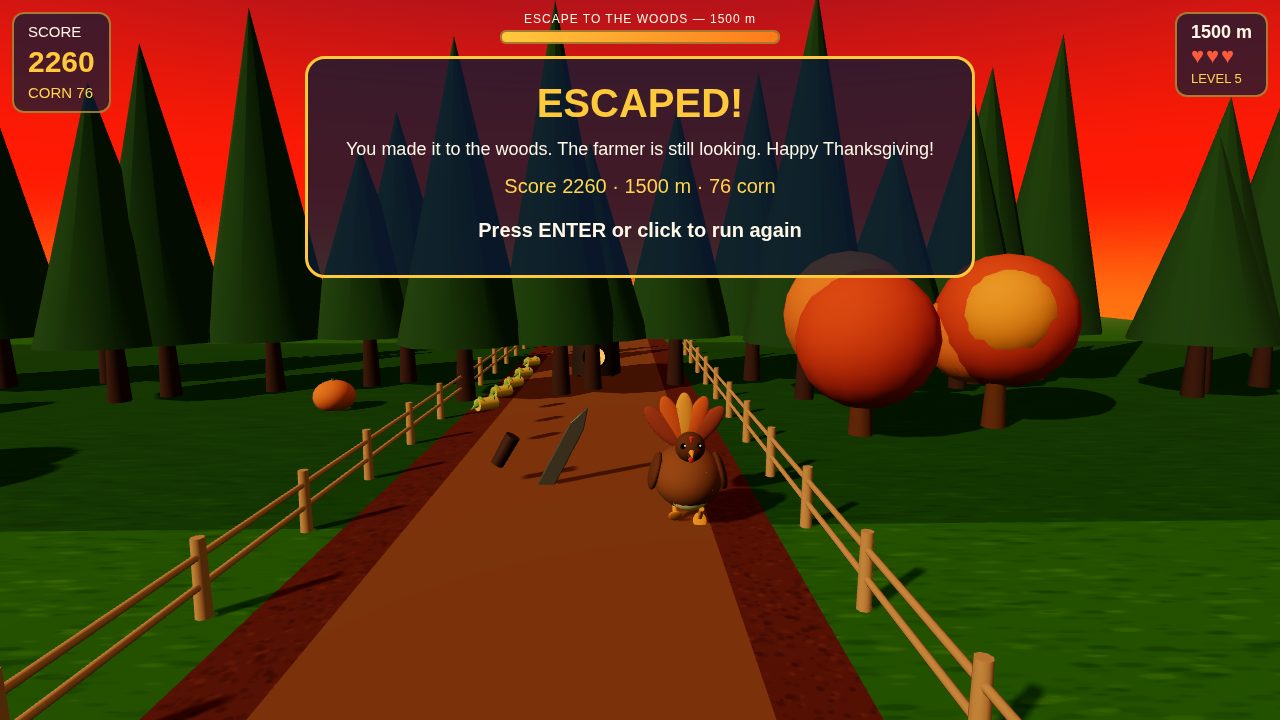 SCORE
2260
CORN 76
ESCAPE TO THE WOODS — 1500 m
1500 m
♥♥♥
LEVEL 5
ESCAPED!
You made it to the woods. The farmer is still looking. Happy Thanksgiving!
Score 2260 · 1500 m · 76 corn
Press ENTER or click to run again